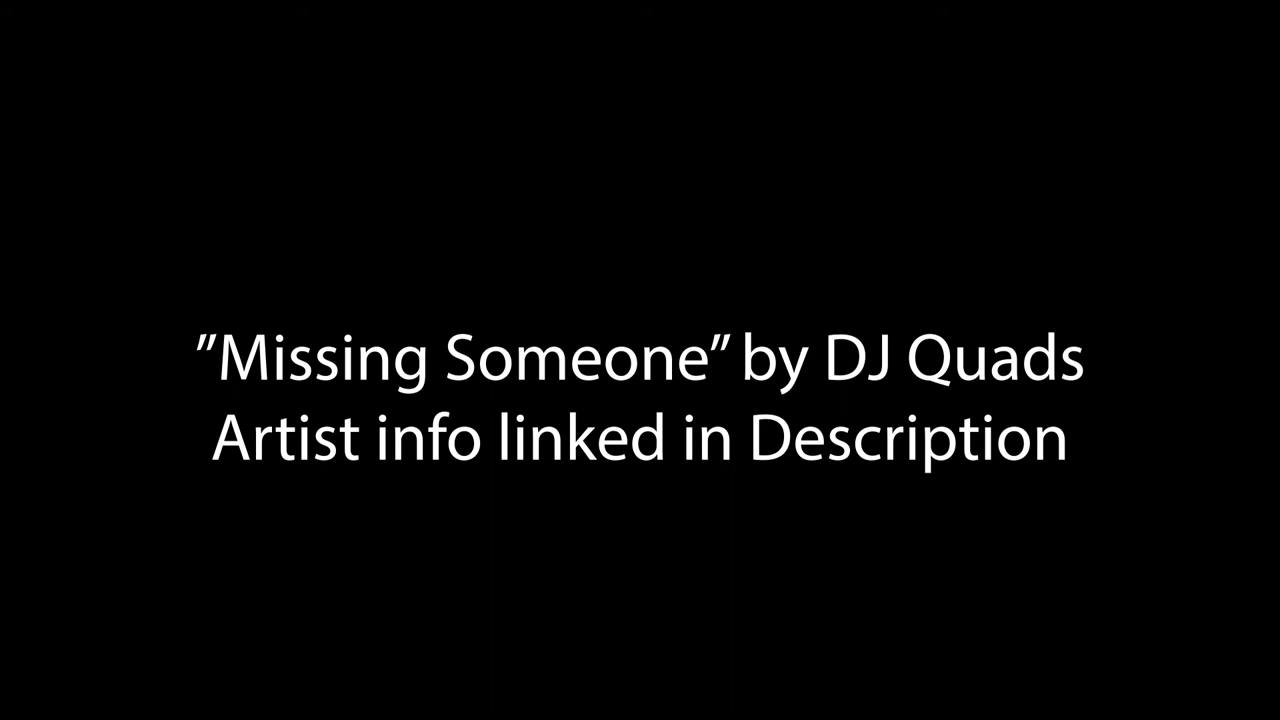 ”Missing Someone” by DJ Quads
Artist info linked in Description